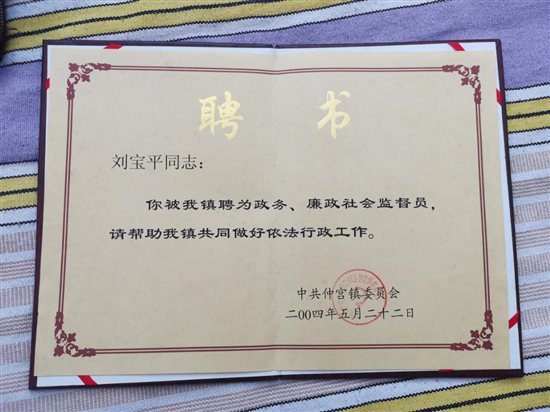 聘书
刘宝平同志：
你被我镇聘为政务、廉政社会监督员，
请帮助我镇共同做好依法行政工作。
中共仲宫镇委员会
二00四年五月二十二日